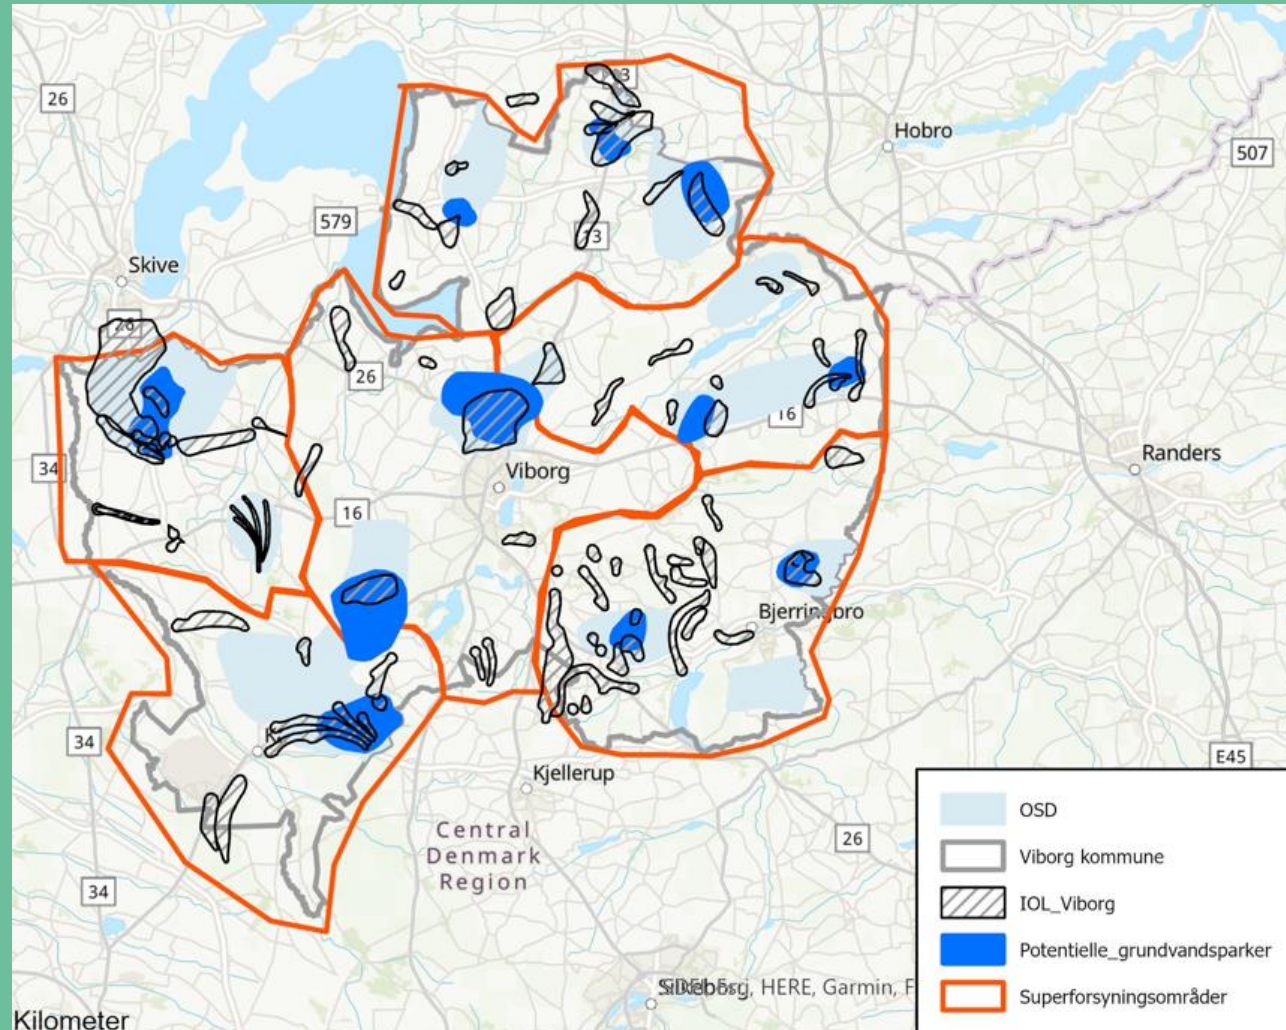 26
Hobro
507
579
13
Skive
26
16
Randers
34
Viborg
16
Bjerringbro
34
Kjellerup
E45
Central
Denmark
Region
26
34
OSD
Viborg kommune
IOL_Viborg
Potentielle_grundvandsparker
Superforsyningsområder
HERE, Garmin, F
Kilometer